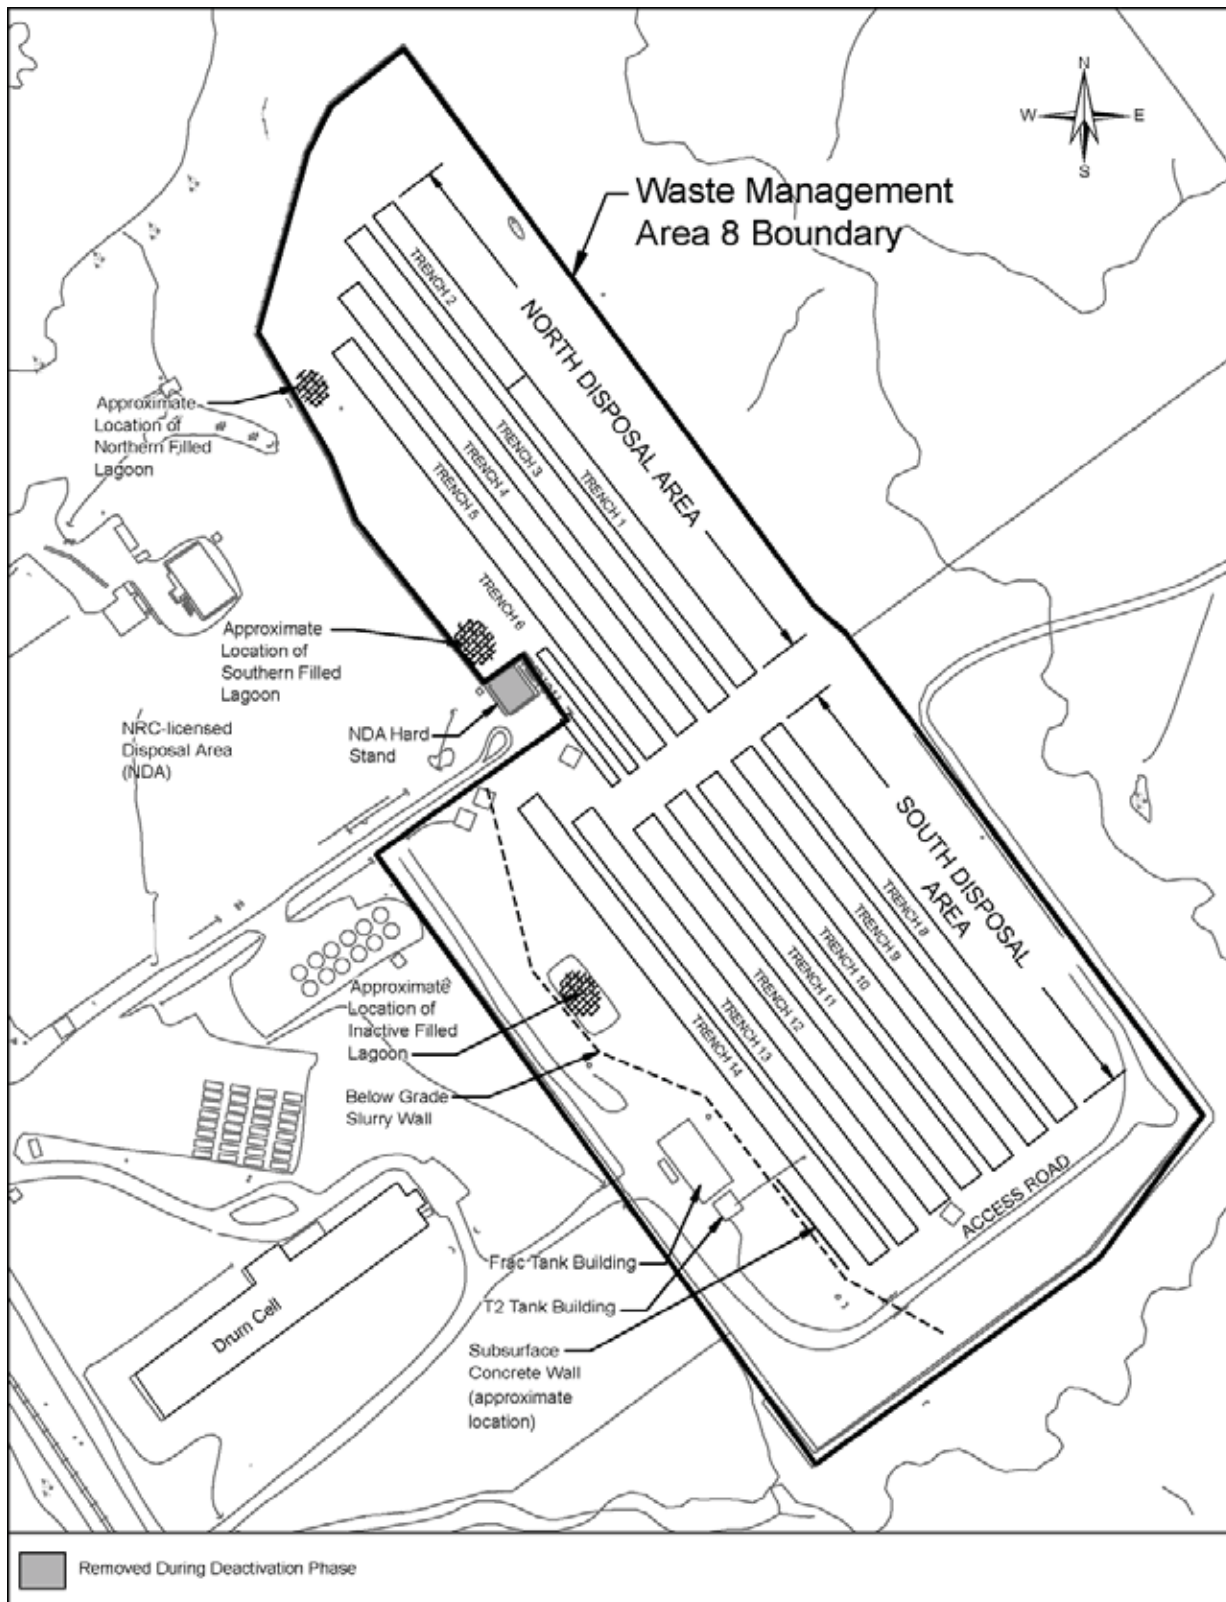 N
W
E
S
Waste Management
Area 8 Boundary
TRENCH 2
NORTH DISPOSAL AREA
TRENCH 3
TRENCH 1
TRENCH 4
TRENCH 5
TRENCH 6
Approximate
Location of
Northern Filled
Lagoon
Approximate
Location of
Southern Filled
Lagoon
NDA Hard
Stand
NRC-licensed
Disposal Area
(NDA)
SOUTH DISPOSAL
AREA
TRENCH 8
TRENCH 9
TRENCH 10
TRENCH 11
TRENCH 12
TRENCH 13
TRENCH 14
Approximate
Location of
Inactive Filled
Lagoon
Below Grade
Slurry Wall
ACCESS ROAD
Frac Tank Building
T2 Tank Building
Subsurface
Concrete Wall
(approximate
location)
Drum Cell
Removed During Deactivation Phase